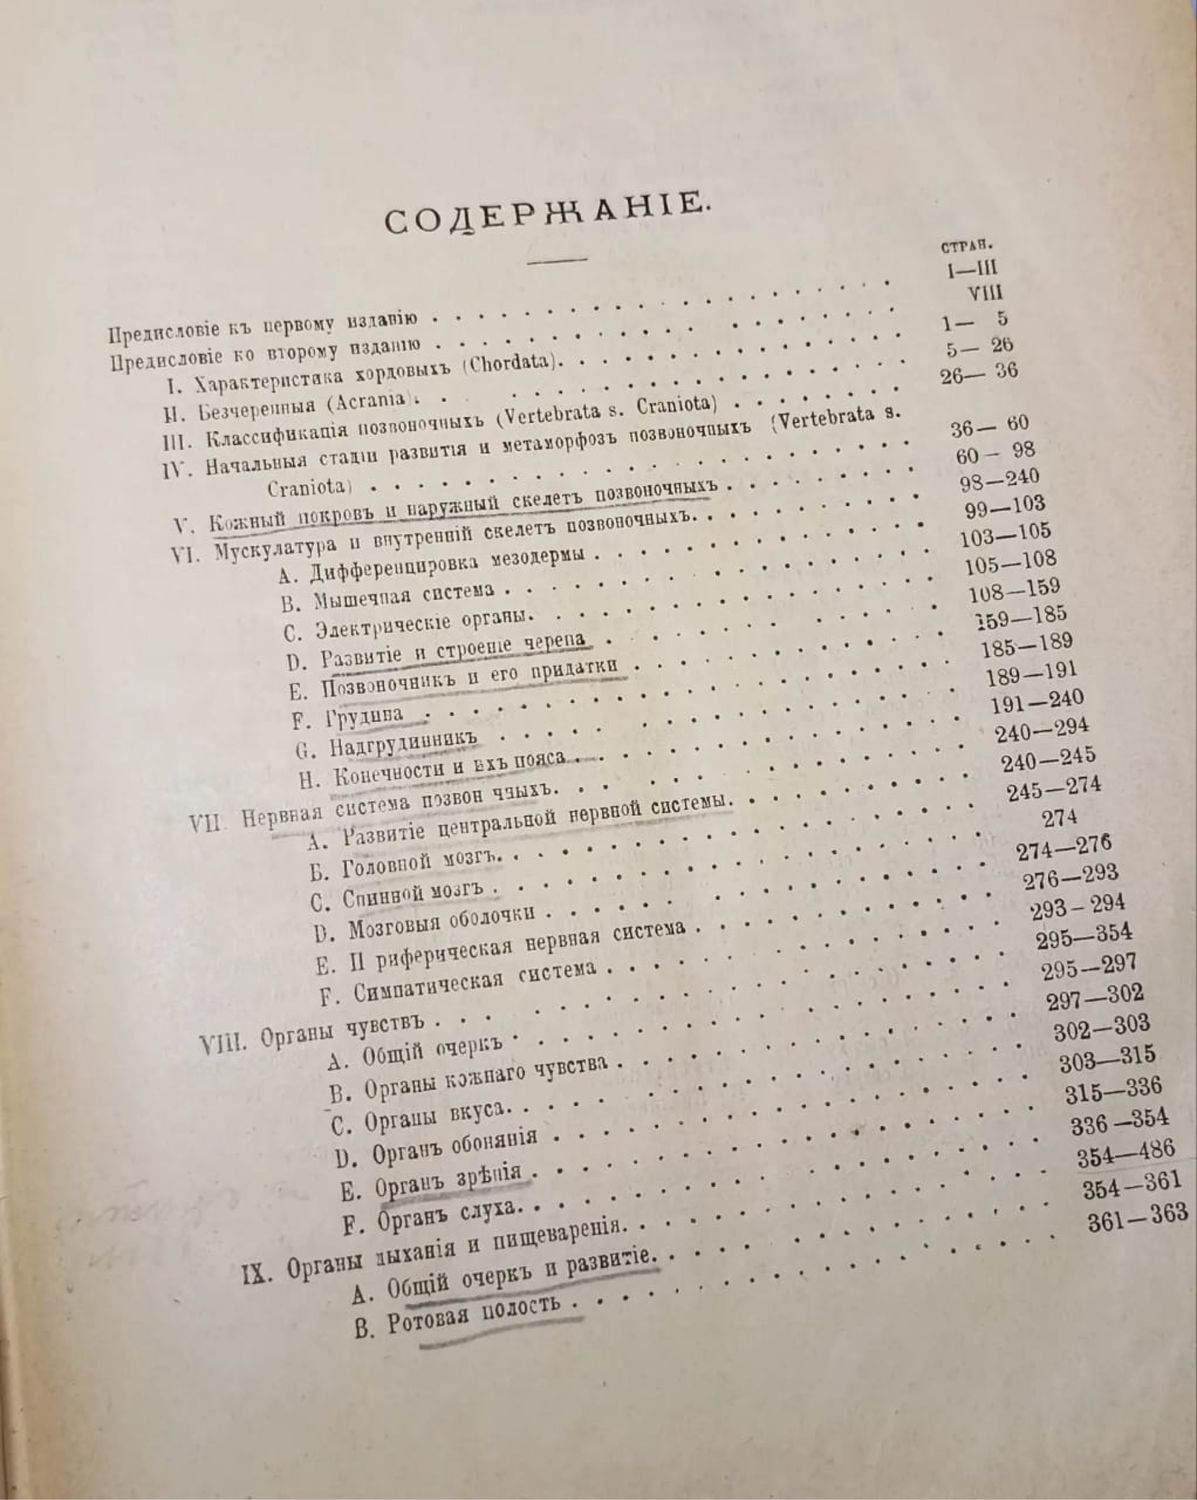 СОДЕРЖАНІЕ.
СТРАН.
Предисловіе къ первому изданію . . . I—III
Предисловіе ко второму изданію . . . VIII
I. Характеристика хордовыхъ (Chordata). . . . 1— 5
II. Безчерепныя (Acrania). . . . 5— 26
III. Классификація позвоночныхъ (Vertebrata s. Craniota) . . . 26— 36
IV. Начальныя стадіи развитія и метаморфозъ позвоночныхъ (Vertebrata s.
Craniota) . . . 36— 60
V. Кожный покровъ и наружный скелетъ позвоночныхъ . . . 60— 98
VI. Мускулатура и внутренній скелетъ позвоночныхъ. . . . 98—240
A. Дифференцировка мезодермы . . . 99—103
B. Мышечная система . . . 103—105
C. Электрическіе органы. . . . 105—108
D. Развитіе и строеніе черепа . . . 108—159
E. Позвоночникъ и его придатки . . . 159—185
F. Грудина . . . 185—189
G. Надгрудинникъ . . . 189—191
H. Конечности и ихъ пояса . . . 191—240
VII. Нервная система позвон чныхъ. . . . 240—294
A. Развитіе центральной нервной системы. . . . 240—245
Б. Головной мозгъ. . . . 245—274
C. Спинной мозгъ . . . 274
D. Мозговыя оболочки . . . 274—276
E. П риферическая нервная система . . . 276—293
F. Симпатическая система . . . 293—294
VIII. Органы чувствъ . . . 295—354
A. Общій очеркъ . . . 295—297
B. Органы кожнаго чувства . . . 297—302
C. Органы вкуса. . . . 302—303
D. Органъ обонянія . . . 303—315
E. Органъ зрѣнія . . . 315—336
F. Органъ слуха. . . . 336—354
IX. Органы дыханія и пищеваренія. . . . 354—486
A. Общій очеркъ и развитіе. . . . 354—361
B. Ротовая полость . . . 361—363